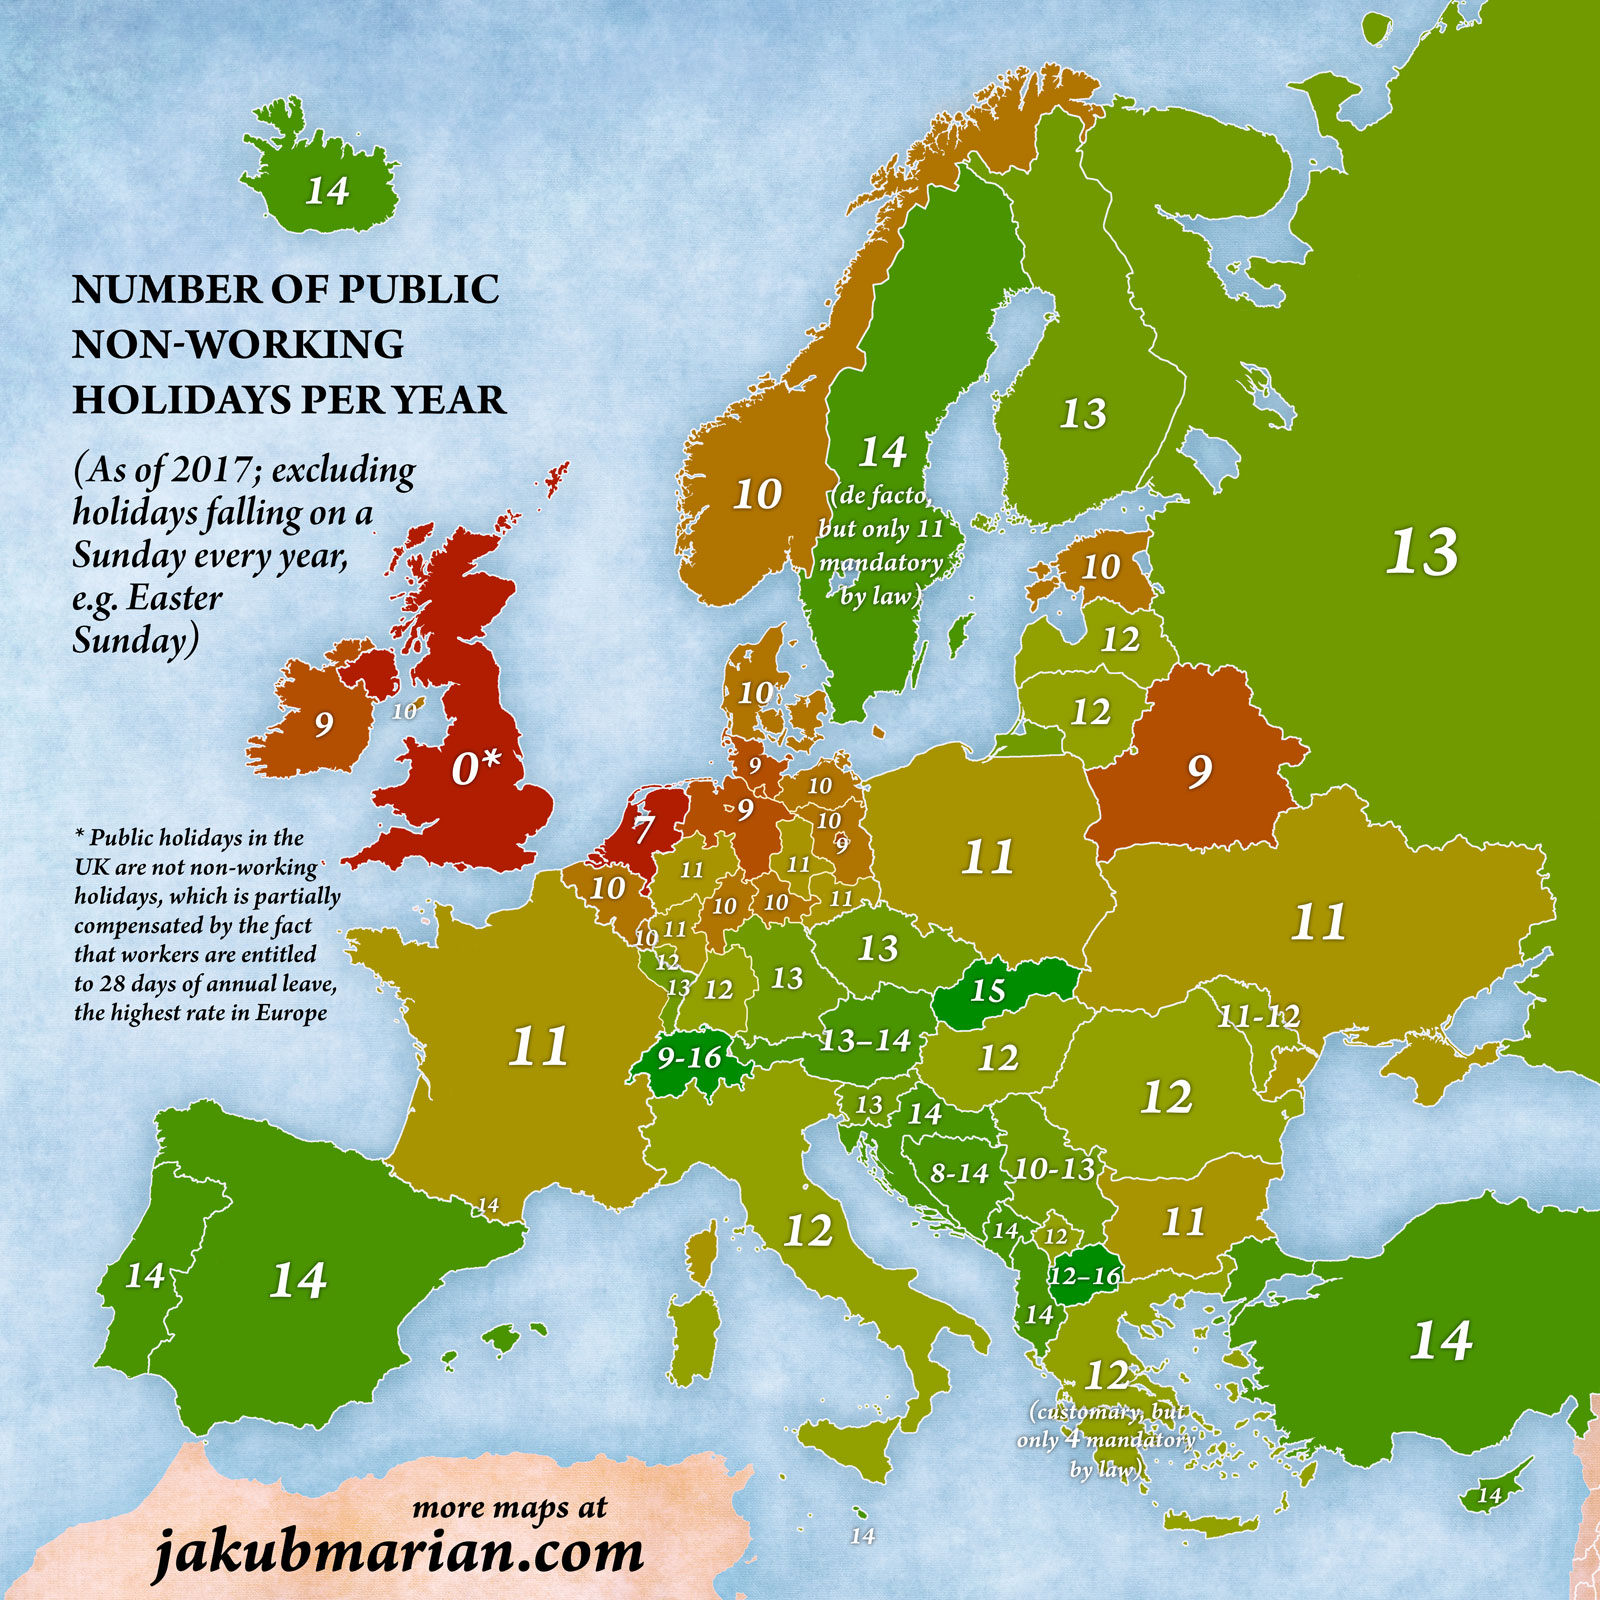 14
NUMBER OF PUBLIC
NON-WORKING
HOLIDAYS PER YEAR
(As of 2017; excluding
holidays falling on a
Sunday every year,
e.g. Easter
Sunday)
13
14
(de facto,
but only 11
mandatory
by law)
10
13
10
12
12
9
10
9
10
0*
9
10
9
7
10
9
11
11
10
11
10
10
11
11
10
12
13
12
13
13
15
11
11
* Public holidays in the
UK are not non-working
holidays, which is partially
compensated by the fact
that workers are entitled
to 28 days of annual leave,
the highest rate in Europe
11
9-16
13–14
12
11-12
12
13
14
8-14
10-13
14
14
12
11
12
14
14
12–16
14
14
12
(customary, but
only 4 mandatory
by law)
14
14
more maps at
jakubmarian.com